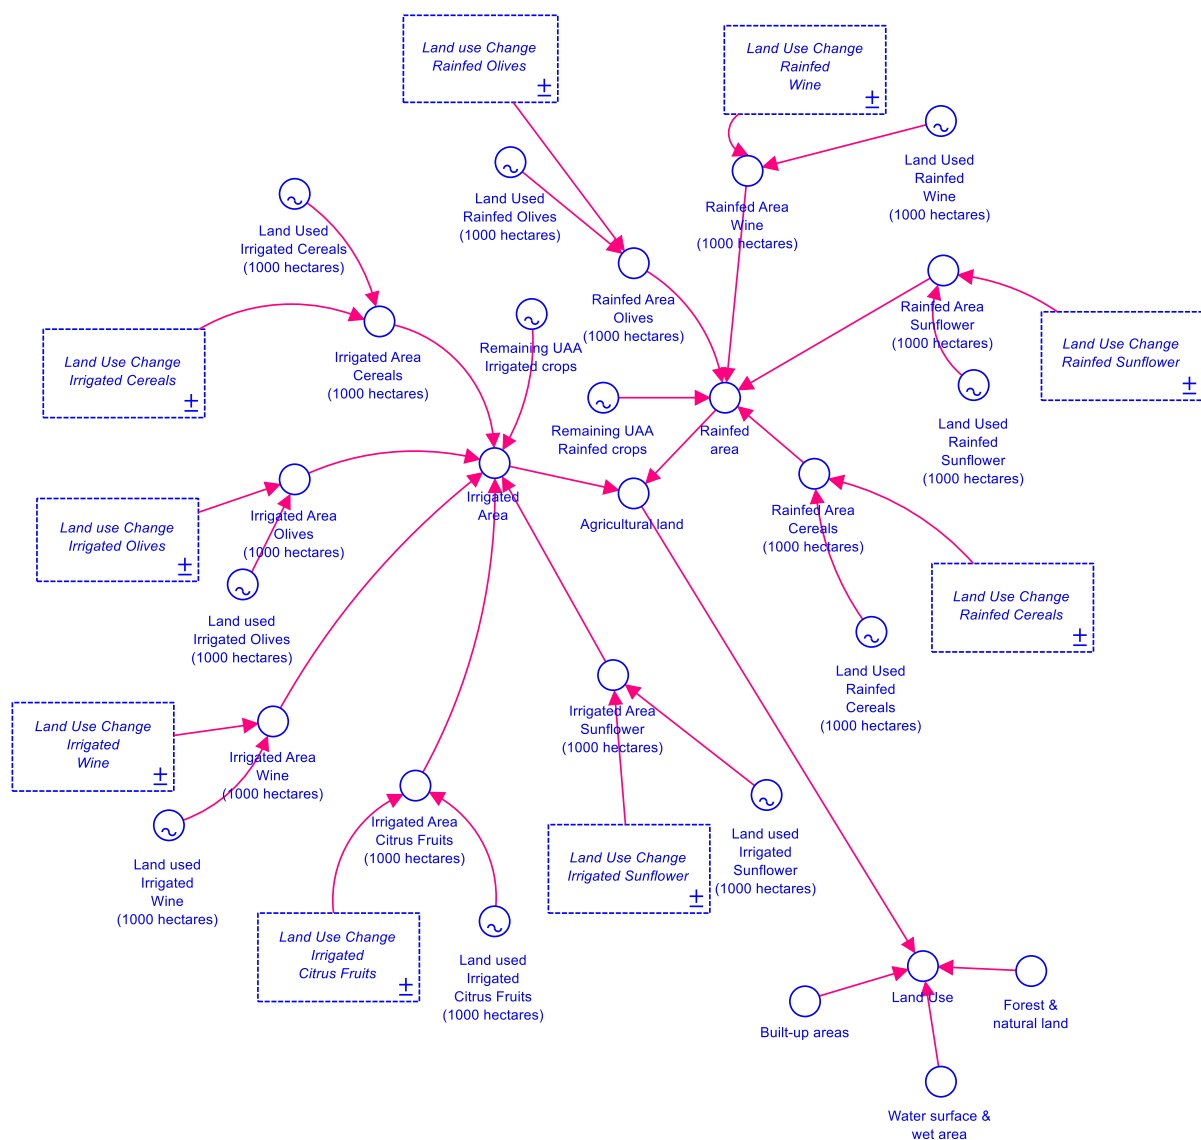 Land use Change
Rainfed Olives
±
Land Use Change
Rainfed
Wine
±
Land Used
Rainfed
Wine
(1000 hectares)
Land Used
Rainfed Olives
(1000 hectares)
Rainfed Area
Wine
(1000 hectares)
Land Used
Irrigated Cereals
(1000 hectares)
Rainfed Area
Olives
(1000 hectares)
Rainfed Area
Sunflower
(1000 hectares)
Land Use Change
Rainfed Sunflower
±
Land Use Change
Irrigated Cereals
±
Irrigated Area
Cereals
(1000 hectares)
Remaining UAA
Irrigated crops
Remaining UAA
Rainfed crops
Rainfed
area
Land Used
Rainfed
Sunflower
(1000 hectares)
Irrigated
Area
Agricultural land
Rainfed Area
Cereals
(1000 hectares)
Land use Change
Irrigated Olives
±
Irrigated Area
Olives
(1000 hectares)
Land used
Irrigated Olives
(1000 hectares)
Land Use Change
Rainfed Cereals
±
Land Used
Rainfed
Cereals
(1000 hectares)
Land Use Change
Irrigated
Wine
±
Irrigated Area
Wine
(1000 hectares)
Irrigated Area
Sunflower
(1000 hectares)
Irrigated Area
Citrus Fruits
(1000 hectares)
Land used
Irrigated
Wine
(1000 hectares)
Land Use Change
Irrigated Sunflower
±
Land used
Irrigated
Sunflower
(1000 hectares)
Land Use Change
Irrigated
Citrus Fruits
±
Land used
Irrigated
Citrus Fruits
(1000 hectares)
Land Use
Forest &
natural land
Built-up areas
Water surface &
wet area